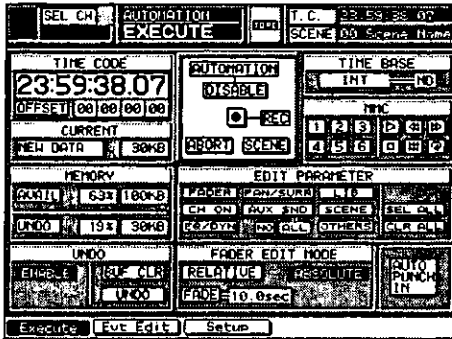 SEL CH AUTOMATION T.C. 23:59:38 07
EXECUTE SCENE 00 Scene Name
TIME CODE
23:59:38.07
OFFSET 00 00 00 00
CURRENT
NEW DATA 30KB
AUTOMATION
DISABLE
REC
ABORT SCENE
TIME BASE
INT ND
MMC
1 2 3
4 5 6
MEMORY
AVAIL 63% 100KB
UNDO 19% 30KB
EDIT PARAMETER
FADER PAN/SURR LIB
CH ON AUX SND SCENE SEL ALL
EQ/DYN NO ALL OTHERS CLR ALL
UNDO
ENABLE BUF CLR
UNDO
FADER EDIT MODE
RELATIVE ABSOLUTE
FADE 10.0sec
AUTO
PUNCH
IN
Execute Evt Edit Setup